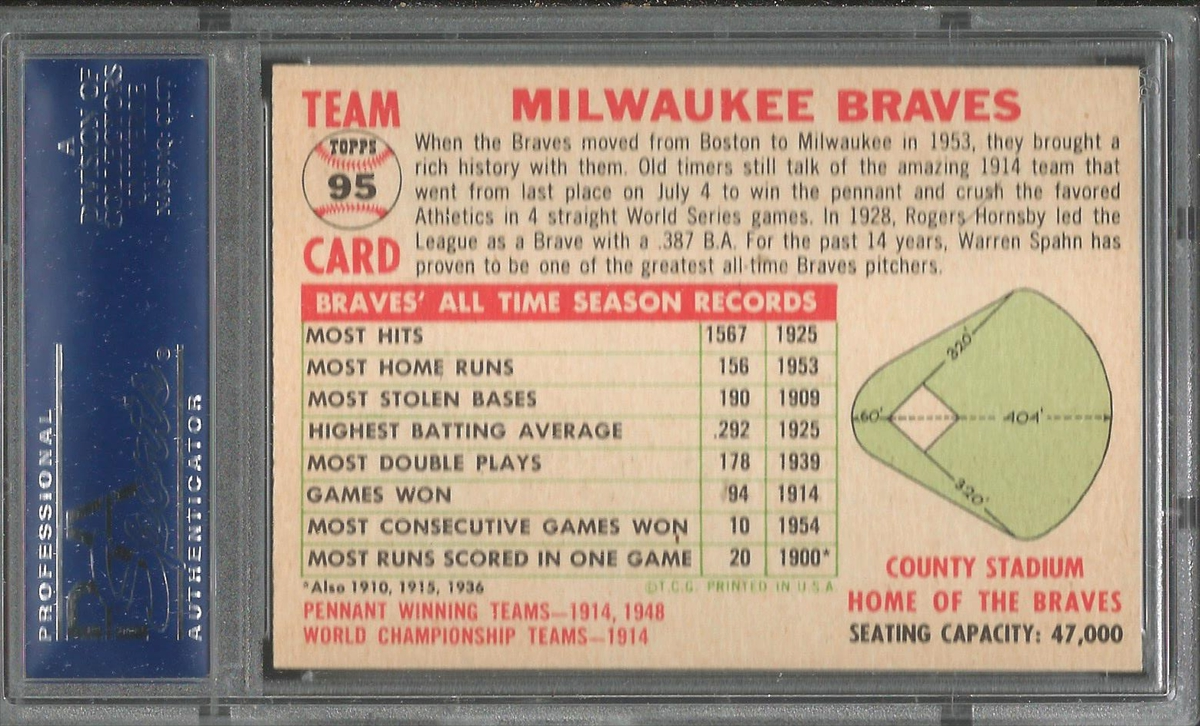 A
DIVISION OF
COLLECTORS
UNIVERSE
NASDAQ: CLCT
PROFESSIONAL
PSA
Sports
®
AUTHENTICATOR
TEAM
TOPPS
95
CARD
MILWAUKEE BRAVES
When the Braves moved from Boston to Milwaukee in 1953, they brought a
rich history with them. Old timers still talk of the amazing 1914 team that
went from last place on July 4 to win the pennant and crush the favored
Athletics in 4 straight World Series games. In 1928, Rogers Hornsby led the
League as a Brave with a .387 B.A. For the past 14 years, Warren Spahn has
proven to be one of the greatest all-time Braves pitchers.
BRAVES' ALL TIME SEASON RECORDS
MOST HITS 1567 1925
MOST HOME RUNS 156 1953
MOST STOLEN BASES 190 1909
HIGHEST BATTING AVERAGE .292 1925
MOST DOUBLE PLAYS 178 1939
GAMES WON 94 1914
MOST CONSECUTIVE GAMES WON 10 1954
MOST RUNS SCORED IN ONE GAME 20 1900*
*Also 1910, 1915, 1936
©T.C.G. PRINTED IN U.S.A.
PENNANT WINNING TEAMS—1914, 1948
WORLD CHAMPIONSHIP TEAMS—1914
320'
60'
404'
320'
COUNTY STADIUM
HOME OF THE BRAVES
SEATING CAPACITY: 47,000